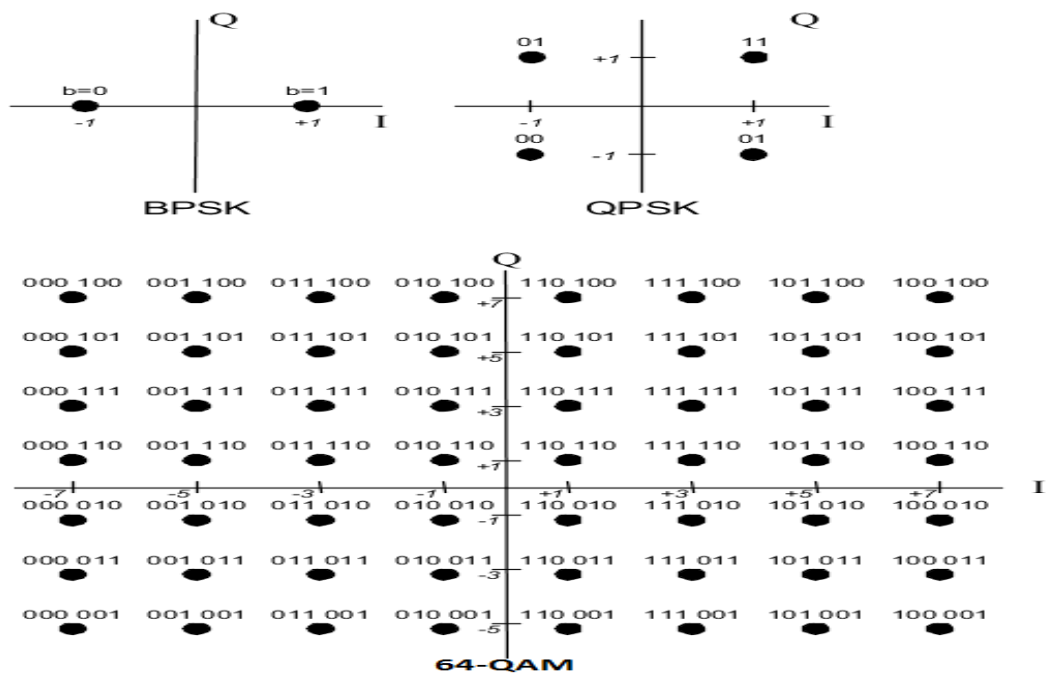 Q Q
01 11
+1
b=0 b=1
-1 +1 I -1 +1 I
00 01
-1
BPSK QPSK
Q
000 100 001 100 011 100 010 100 110 100 111 100 101 100 100 100
+7
000 101 001 101 011 101 010 101 110 101 111 101 101 101 100 101
+5
000 111 001 111 011 111 010 111 110 111 111 111 101 111 100 111
+3
000 110 001 110 011 110 010 110 110 110 111 110 101 110 100 110
+1
-7 -5 -3 -1 +1 +3 +5 +7 I
000 010 001 010 011 010 010 010 110 010 111 010 101 010 100 010
-1
000 011 001 011 011 011 010 011 110 011 111 011 101 011 100 011
-3
000 001 001 001 011 001 010 001 110 001 111 001 101 001 100 001
-5
64-QAM